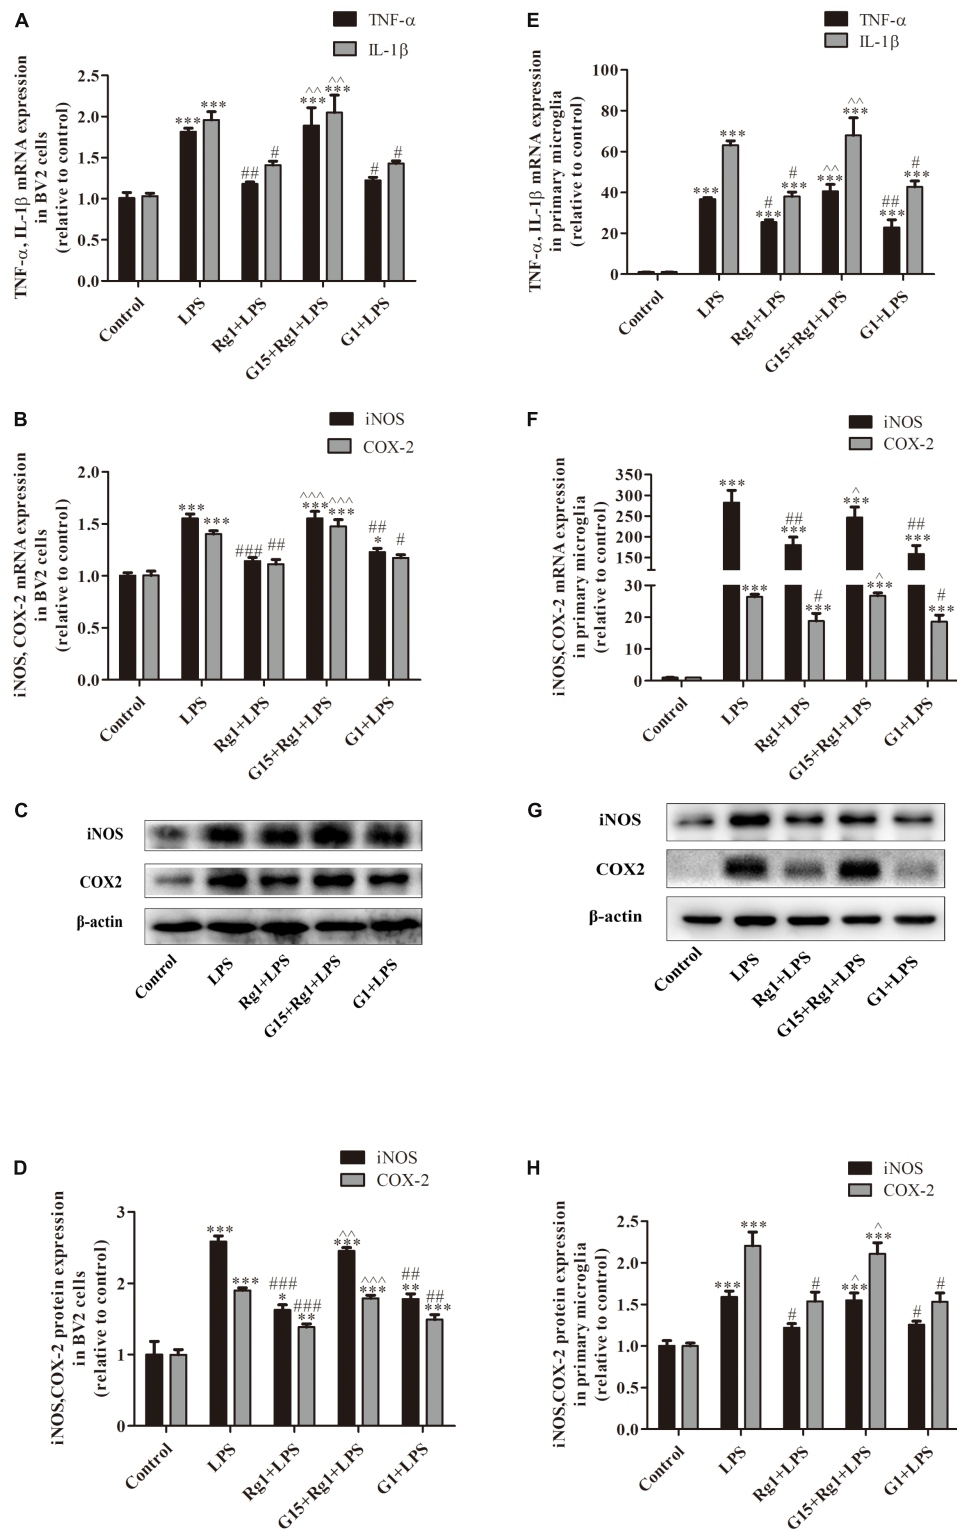 A
TNF-α
IL-1β
TNF-α, IL-1β mRNA expression
in BV2 cells
(relative to control)
2.5
2.0
1.5
1.0
0.5
0.0
*** ***
## #
^^ *** ^^ ***
# #
Control
LPS
Rg1+LPS
G15+Rg1+LPS
G1+LPS
E
TNF-α
IL-1β
TNF-α, IL-1β mRNA expression
in primary microglia
(relative to control)
100
80
60
40
20
0
*** ***
# *** # ***
^^ *** ^^ ***
## *** # ***
Control
LPS
Rg1+LPS
G15+Rg1+LPS
G1+LPS
B
iNOS
COX-2
iNOS, COX-2 mRNA expression
in BV2 cells
(relative to control)
2.0
1.5
1.0
0.5
0.0
*** ***
### ##
^^^ *** ^^^ ***
## * #
Control
LPS
Rg1+LPS
G15+Rg1+LPS
G1+LPS
F
iNOS
COX-2
iNOS,COX-2 mRNA expression
in primary microglia
(relative to control)
350
300
250
200
150
100
30
20
10
0
*** ***
## *** # ***
^ *** ^ ***
## *** # ***
Control
LPS
Rg1+LPS
G15+Rg1+LPS
G1+LPS
C
iNOS
COX2
β-actin
Control
LPS
Rg1+LPS
G15+Rg1+LPS
G1+LPS
G
iNOS
COX2
β-actin
Control
LPS
Rg1+LPS
G15+Rg1+LPS
G1+LPS
D
iNOS
COX-2
iNOS,COX-2 protein expression
in BV2 cells
(relative to control)
3
2
1
0
*** ***
### * ### **
^^ *** ^^^ ***
## ** ## ***
Control
LPS
Rg1+LPS
G15+Rg1+LPS
G1+LPS
H
iNOS
COX-2
iNOS,COX-2 protein expression
in primary microglia
(relative to control)
2.5
2.0
1.5
1.0
0.5
0.0
*** ***
# #
^ *** ^ ***
# #
Control
LPS
Rg1+LPS
G15+Rg1+LPS
G1+LPS